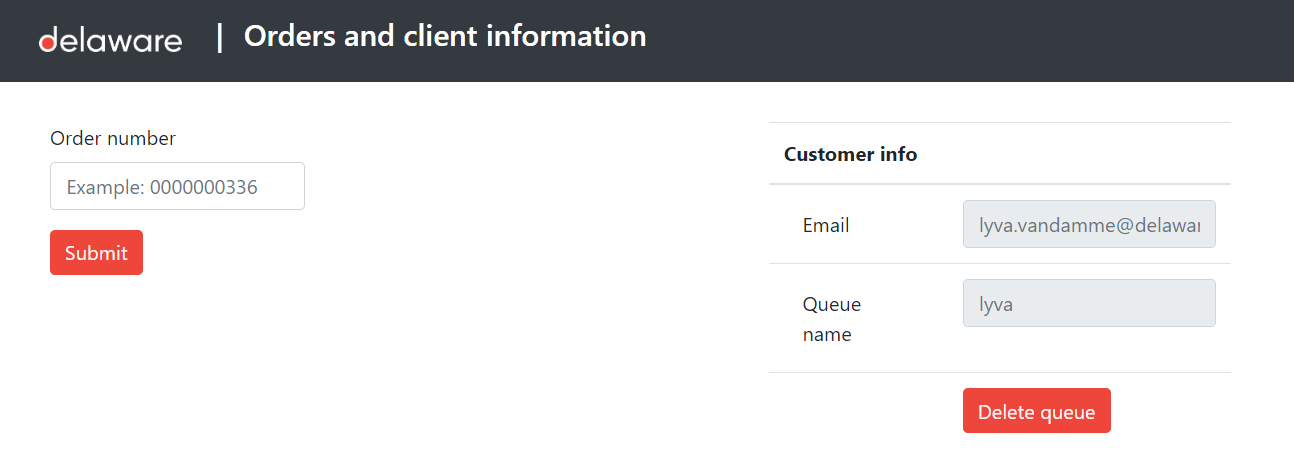 delaware | Orders and client information
Order number
Example: 0000000336
Submit
Customer info
Email
lyva.vandamme@delawar
Queue
name
lyva
Delete queue